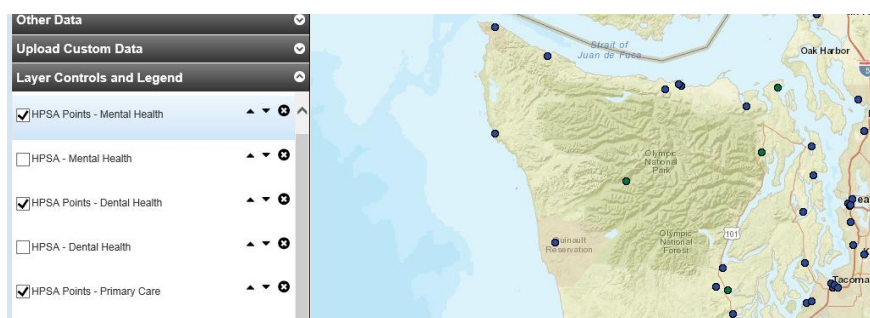 Other Data
Upload Custom Data
Layer Controls and Legend
HPSA Points - Mental Health
HPSA - Mental Health
HPSA Points - Dental Health
HPSA - Dental Health
HPSA Points - Primary Care
Strait of
Juan de Fuca
Oak Harbor
5
Olympic
National
Park
Sea
101
Olympic
National
Forest
Quinault
Reservation
K
Tacoma